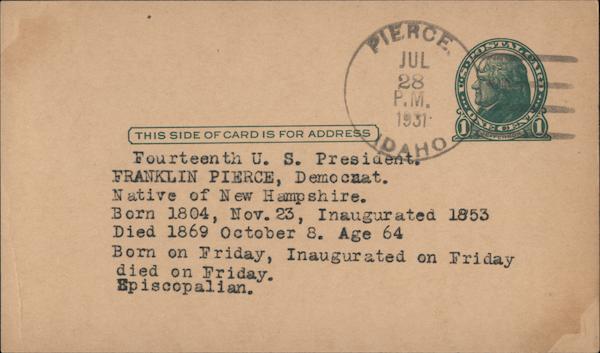 PIERCE.
JUL
28
P.M.
1931
IDAHO
U.S. POSTAL CARD
1 ONE CENT 1
JEFFERSON
THIS SIDE OF CARD IS FOR ADDRESS
Fourteenth U. S. President.
FRANKLIN PIERCE, Democrat.
Native of New Hampshire.
Born 1804, Nov. 23, Inaugurated 1853
Died 1869 October 8. Age 64
Born on Friday, Inaugurated on Friday
died on Friday.
Episcopalian.